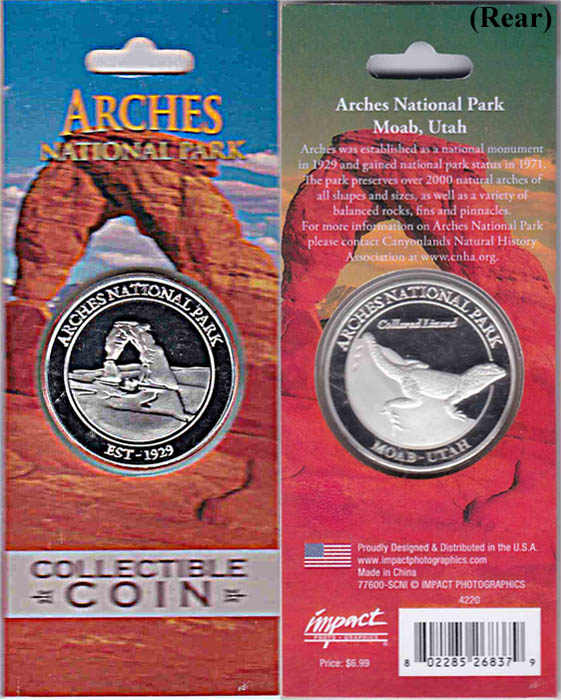 ARCHES
NATIONAL PARK
ARCHES NATIONAL PARK
EST - 1929
COLLECTIBLE
COIN
(Rear)
Arches National Park
Moab, Utah
Arches was established as a national monument
in 1929 and gained national park status in 1971.
The park preserves over 2000 natural arches of
all shapes and sizes, as well as a variety of
balanced rocks, fins and pinnacles.
For more information on Arches National Park
please contact Canyonlands Natural History
Association at www.cnha.org.
ARCHES NATIONAL PARK
Collared Lizard
MOAB - UTAH
Proudly Designed & Distributed in the U.S.A.
www.impactphotographics.com
Made in China
77600-SCNI © IMPACT PHOTOGRAPHICS
4220
impact
PHOTO-GRAPHICS
Price: $6.99
8 02285 26837 9